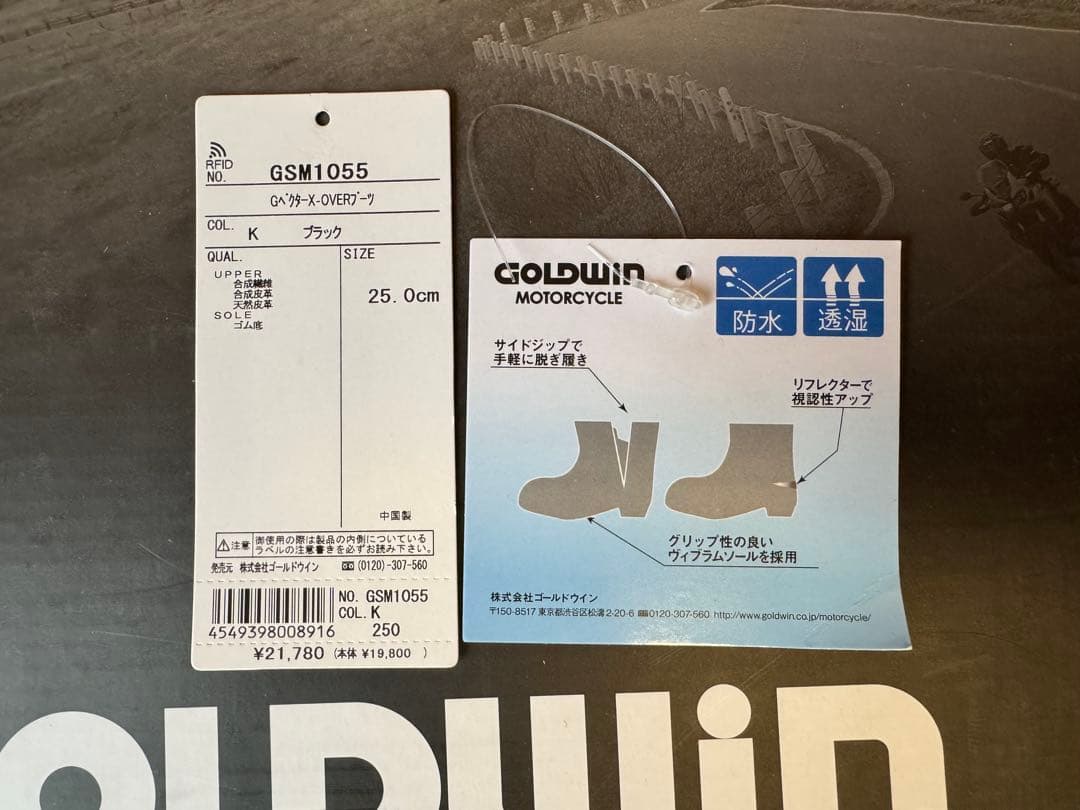 RFID
NO. GSM1055
GベクターX-OVERブーツ
COL. K ブラック
QUAL.
UPPER
合成繊維
合成皮革
天然皮革
SOLE
ゴム底
SIZE
25.0cm
中国製
注意 御使用の際は製品の内側についている
ラベルの注意書きを必ずお読み下さい。
発売元 株式会社ゴールドウイン (0120)-307-560
NO. GSM1055
COL. K
4549398008916 250
¥21,780 (本体 ¥19,800 )
GOLDWIN
MOTORCYCLE
防水
透湿
サイドジップで
手軽に脱ぎ履き
リフレクターで
視認性アップ
グリップ性の良い
ヴィブラムソールを採用
株式会社ゴールドウイン
〒150-8517 東京都渋谷区松濤2-20-6 0120-307-560 http://www.goldwin.co.jp/motorcycle/
GOLDWIN